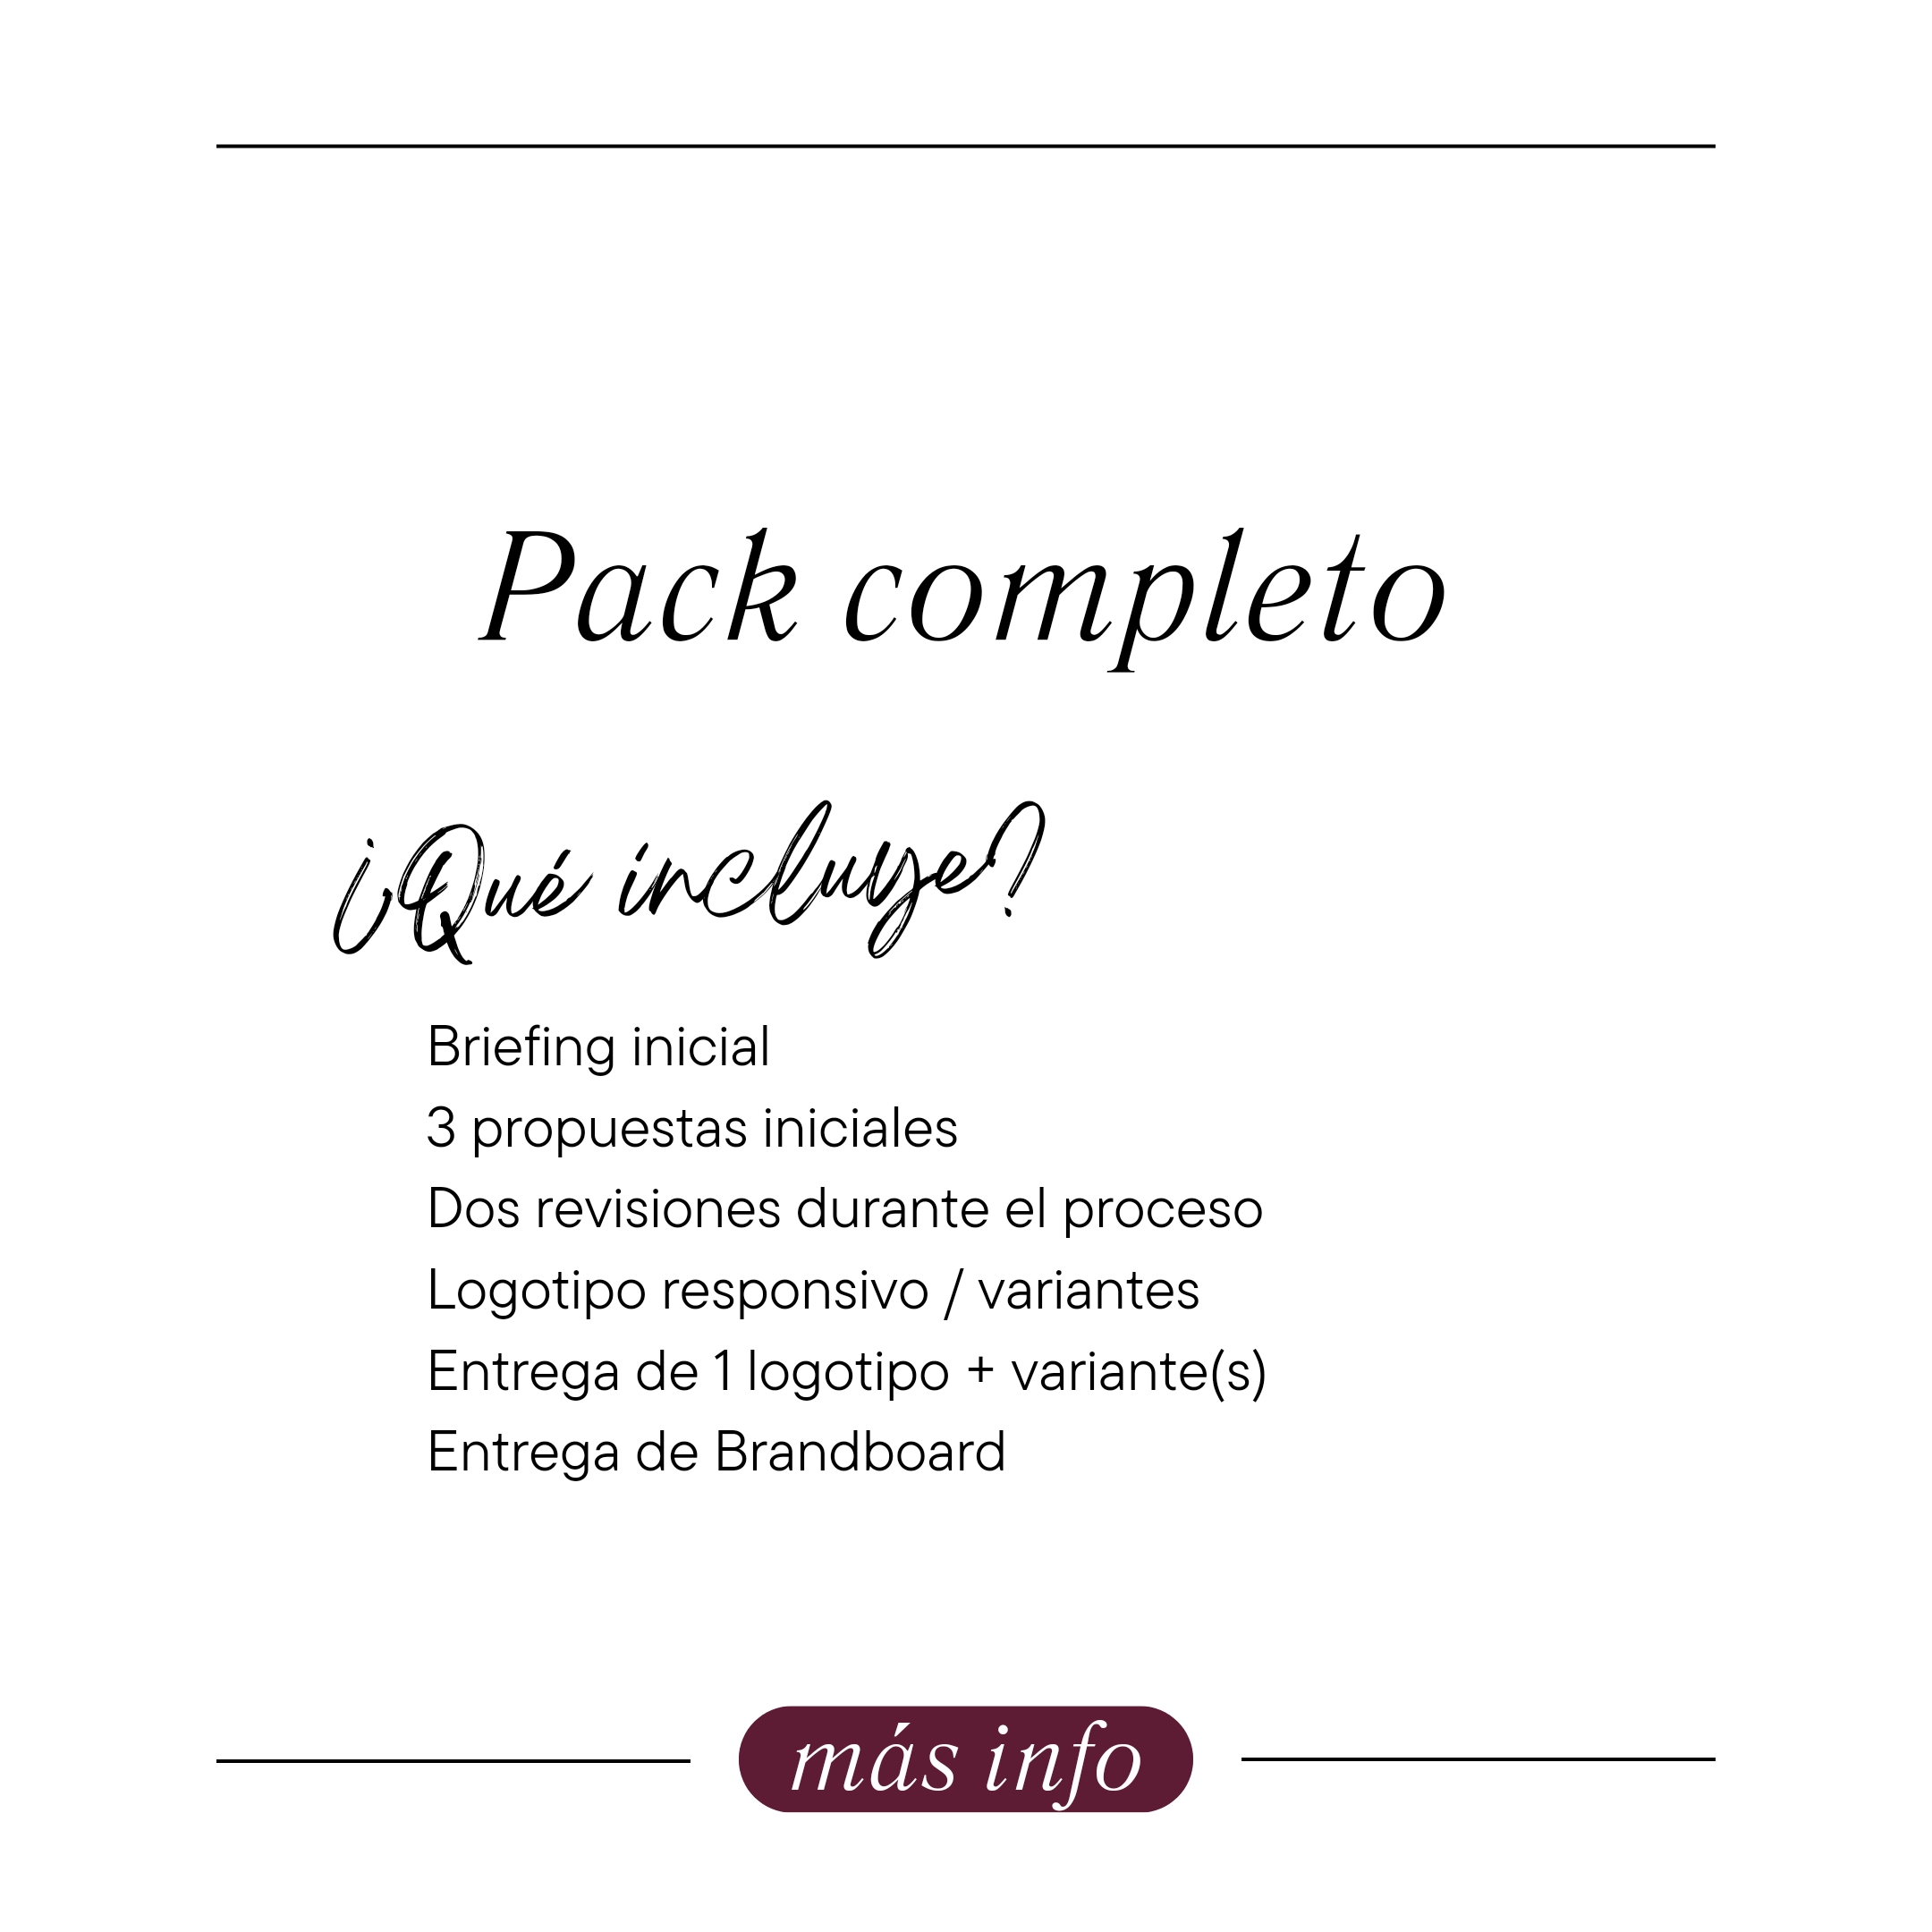 Pack completo
¡Qué incluye?
Briefing inicial
3 propuestas iniciales
Dos revisiones durante el proceso
Logotipo responsivo / variantes
Entrega de 1 logotipo + variante(s)
Entrega de Brandboard
más info